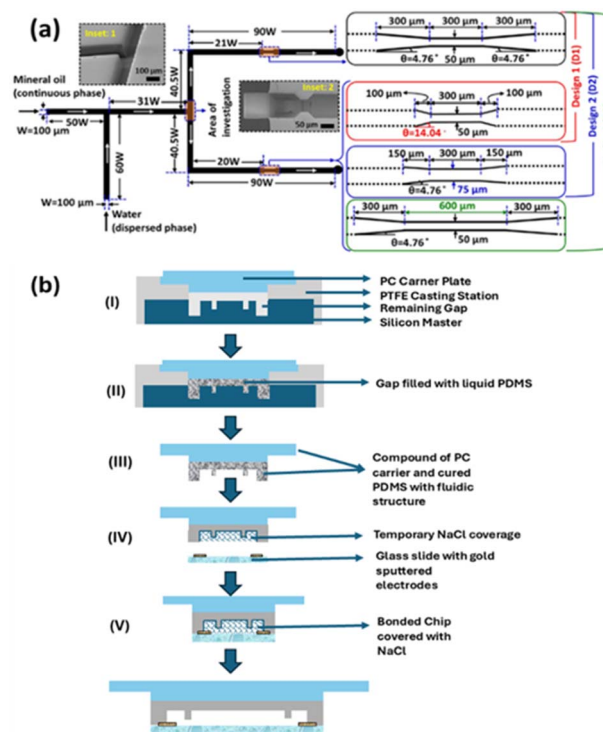 (a)
Inset: 1
100 µm
Mineral oil
(continuous phase)
W=100 µm
50W
31W
60W
W=100 µm
Water
(dispersed phase)
90W
21W
40.5W
40.5W
Area of
investigation
Inset: 2
50 µm
20W
90W
300 µm
300 µm
300 µm
θ=4.76°
50 µm
θ=4.76°
100 µm
300 µm
100 µm
θ=14.04°
50 µm
150 µm
300 µm
150 µm
θ=4.76°
75 µm
300 µm
600 µm
300 µm
θ=4.76°
50 µm
Design 1 (D1)
Design 2 (D2)
(b)
(I)
PC Carrier Plate
PTFE Casting Station
Remaining Gap
Silicon Master
(II)
Gap filled with liquid PDMS
(III)
Compound of PC
carrier and cured
PDMS with fluidic
structure
(IV)
Temporary NaCl coverage
Glass slide with gold
sputtered
electrodes
(V)
Bonded Chip
covered with
NaCl